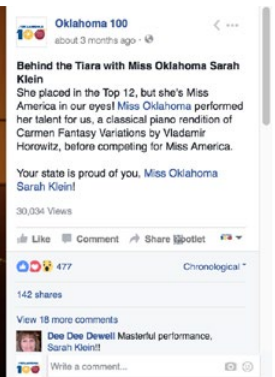 Oklahoma 100
about 3 months ago
Behind the Tiara with Miss Oklahoma Sarah
Klein
She placed in the Top 12, but she's Miss
America in our eyes! Miss Oklahoma performed
her talent for us, a classical piano rendition of
Carmen Fantasy Variations by Vladamir
Horowitz, before competing for Miss America.
Your state is proud of you, Miss Oklahoma
Sarah Klein!
30,034 Views
Like Comment Share
477 Chronological
142 shares
View 18 more comments
Dee Dee Dewell Masterful performance,
Sarah Klein!!
100 Write a comment...